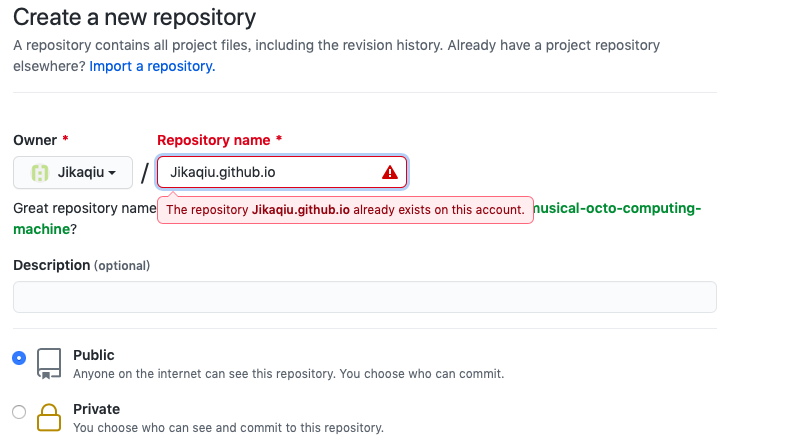 Create a new repository
A repository contains all project files, including the revision history. Already have a project repository
elsewhere? Import a repository.
Owner *
Repository name *
Jikaqiu
/
Jikaqiu.github.io
The repository Jikaqiu.github.io already exists on this account.
Great repository name
musical-octo-computing-
machine?
Description (optional)
Public
Anyone on the internet can see this repository. You choose who can commit.
Private
You choose who can see and commit to this repository.